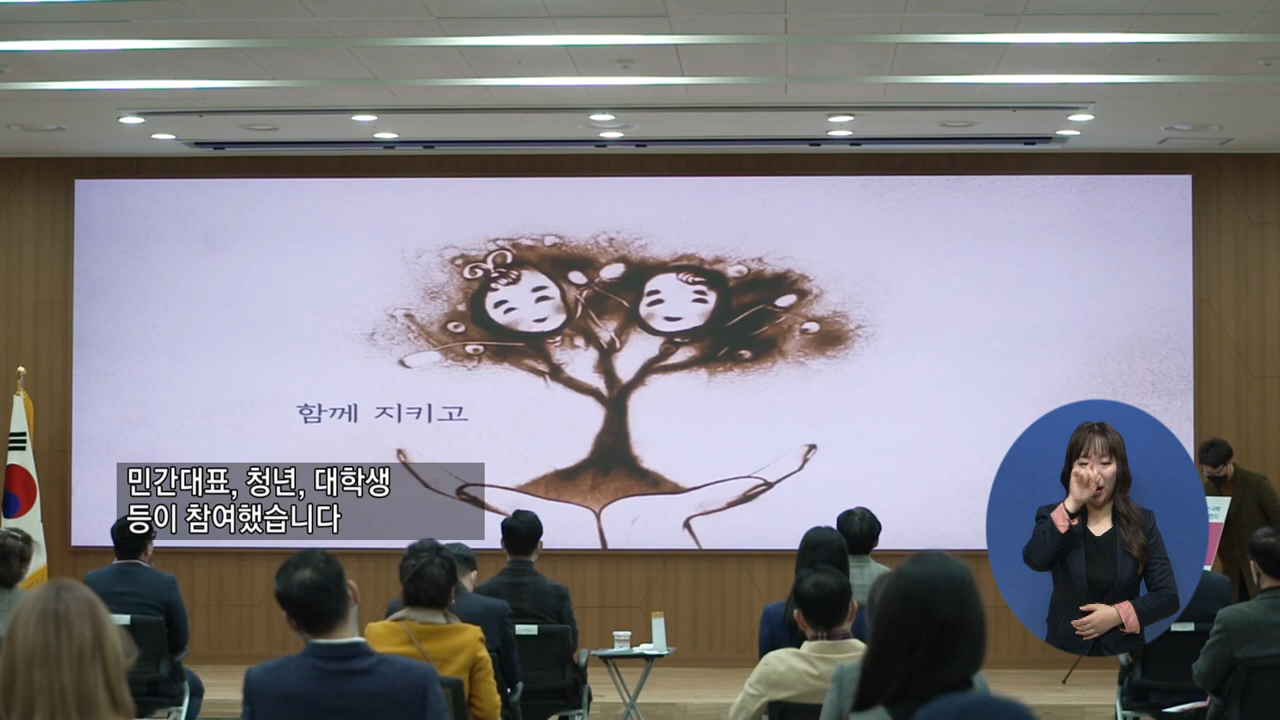 함께 지키고
민간대표, 청년, 대학생
등이 참여했습니다